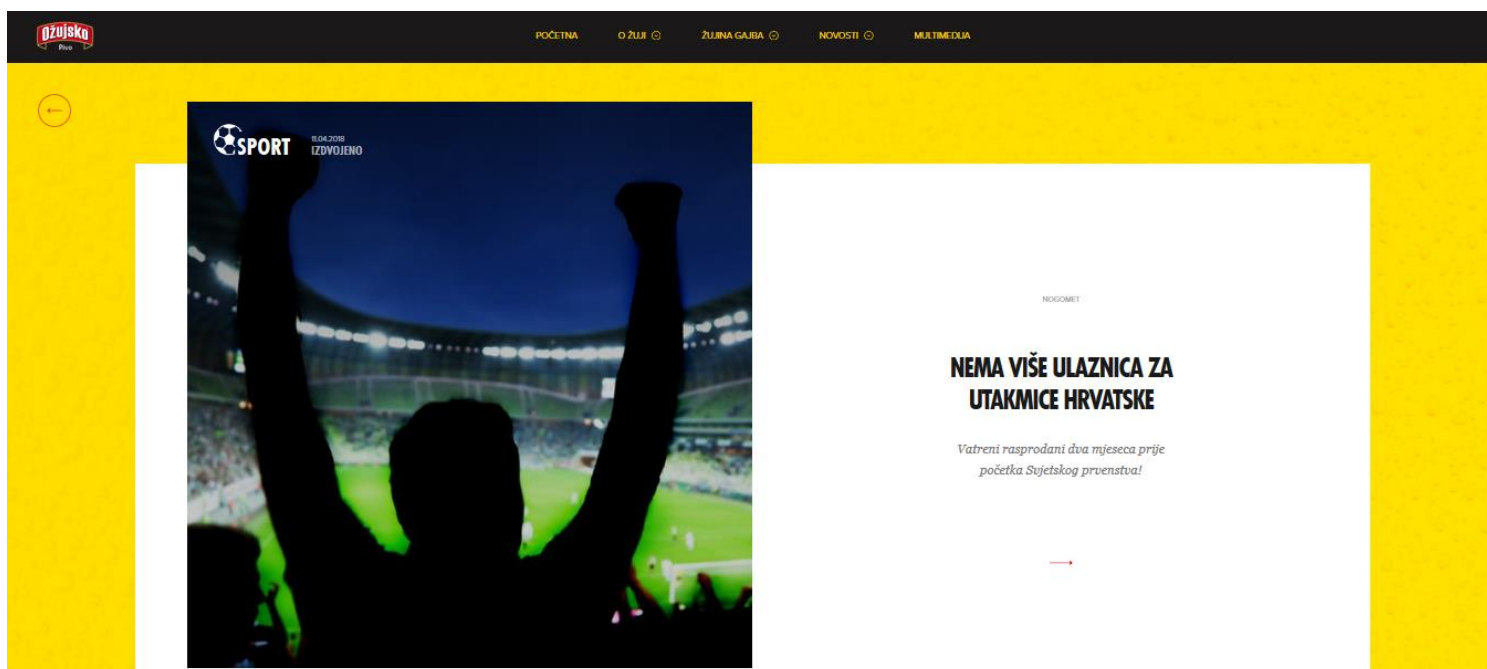 Ožujsko
Pivo
POČETNA O ŽUJI ŽUJINA GAJBA NOVOSTI MULTIMEDIJA
SPORT
11.04.2018
IZDVOJENO
NOGOMET
NEMA VIŠE ULAZNICA ZA
UTAKMICE HRVATSKE
Vatreni rasprodani dva mjeseca prije
početka Svjetskog prvenstva!